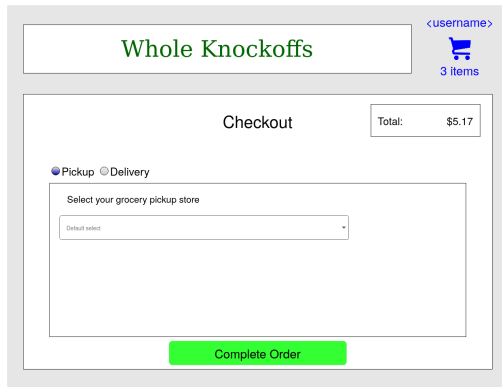 <username>
Whole Knockoffs
3 items
Checkout
Total: $5.17
Pickup Delivery
Select your grocery pickup store
Default select
Complete Order